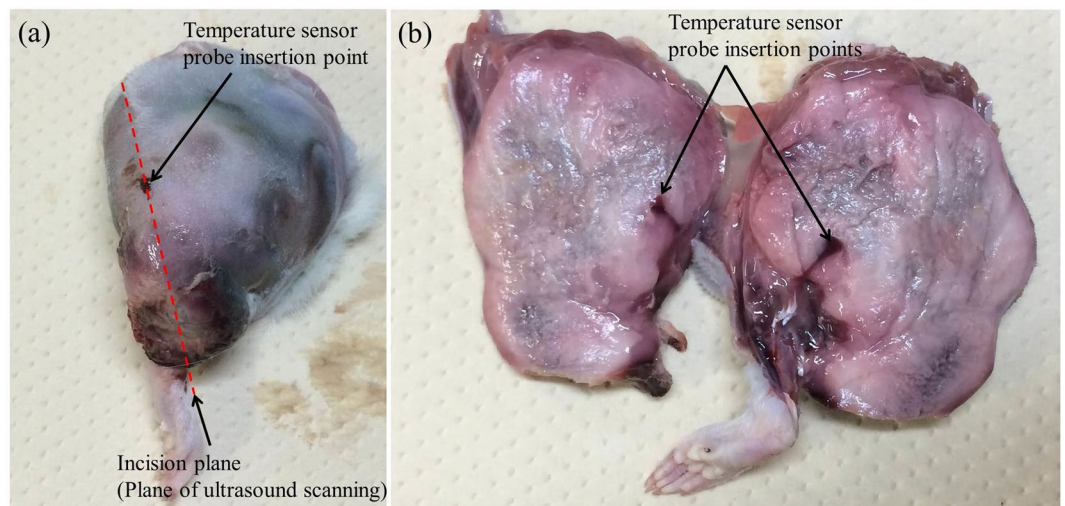 (a)
Temperature sensor
probe insertion point
Incision plane
(Plane of ultrasound scanning)
(b)
Temperature sensor
probe insertion points